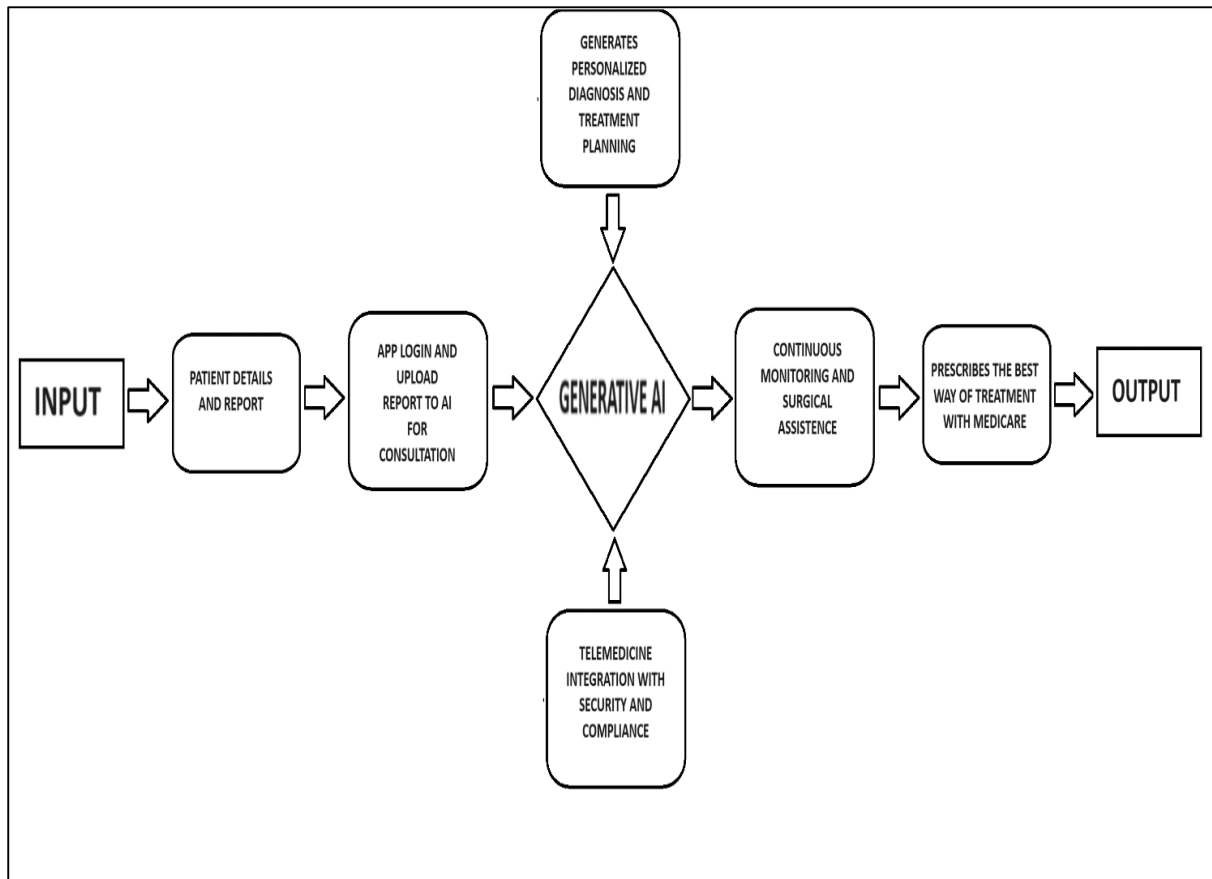 GENERATES
PERSONALIZED
DIAGNOSIS AND
TREATMENT
PLANNING
INPUT
PATIENT DETAILS
AND REPORT
APP LOGIN AND
UPLOAD
REPORT TO AI
FOR
CONSULTATION
GENERATIVE AI
CONTINUOUS
MONITORING AND
SURGICAL
ASSISTENCE
PRESCRIBES THE BEST
WAY OF TREATMENT
WITH MEDICARE
OUTPUT
TELEMEDICINE
INTEGRATION WITH
SECURITY AND
COMPLIANCE